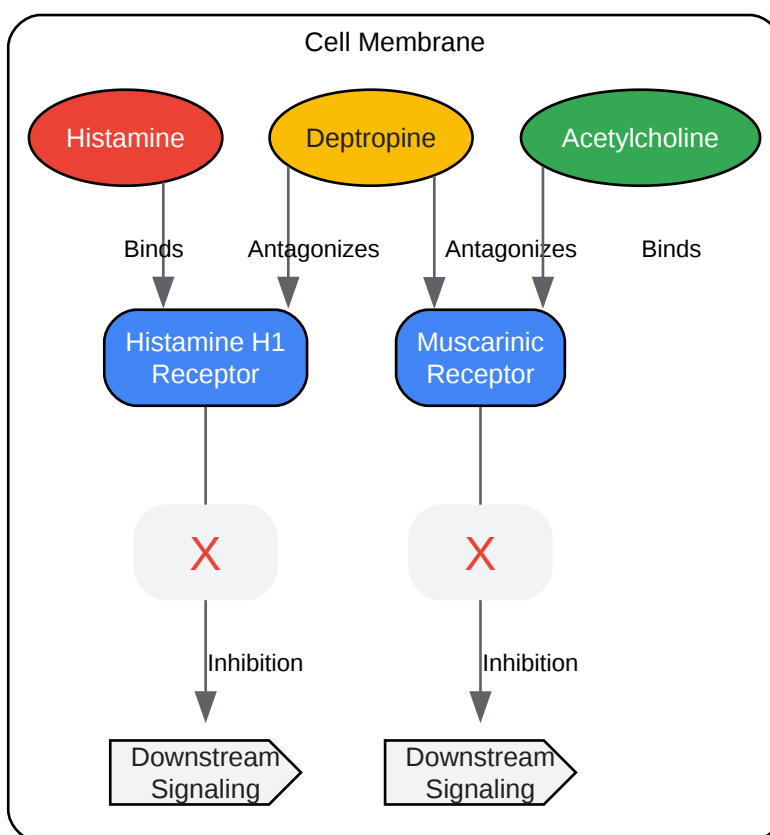 Cell Membrane
Histamine
Deptropine
Acetylcholine
Binds
Antagonizes
Antagonizes
Binds
Histamine H1
Receptor
Muscarinic
Receptor
X
X
Inhibition
Inhibition
Downstream
Signaling
Downstream
Signaling